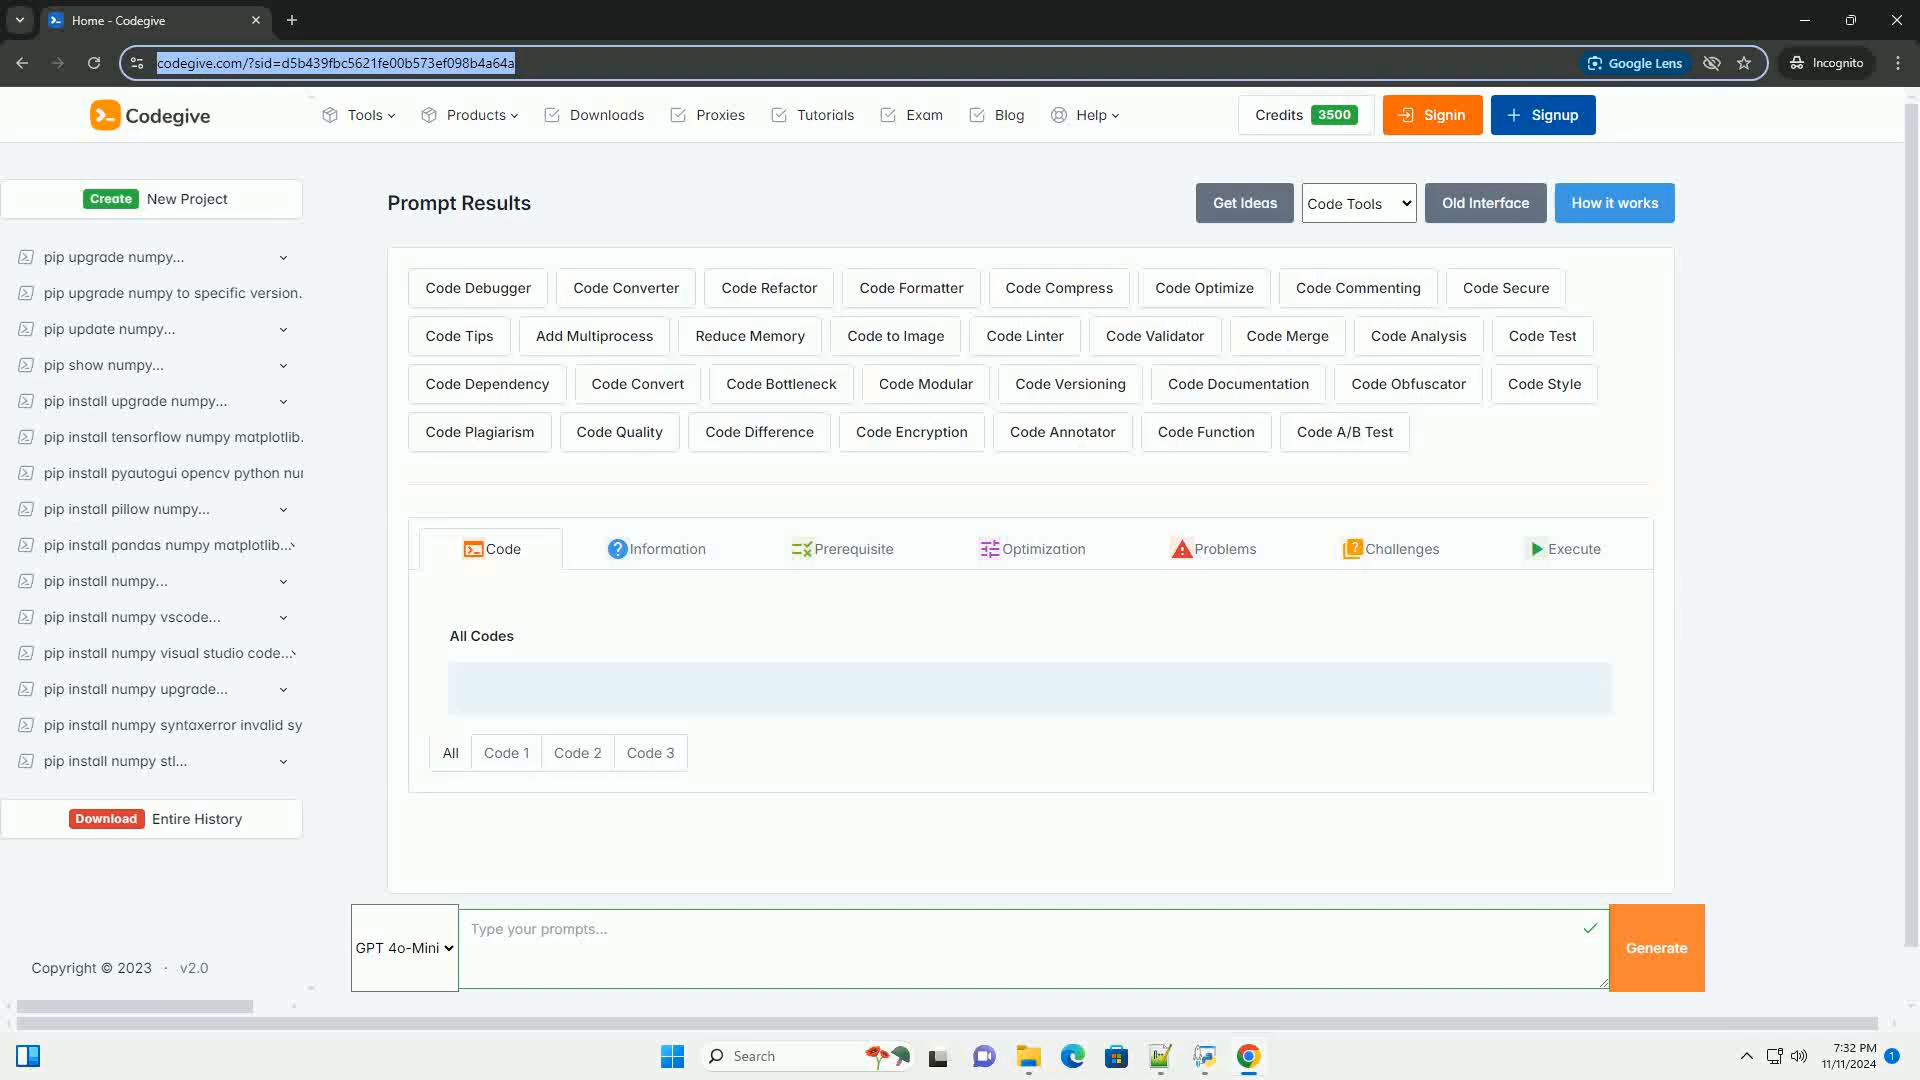 Home - Codegive
codegive.com/?sid=d5b439fbc5621fe00b573ef098b4a64a
Google Lens
Incognito
Codegive
Tools
Products
Downloads
Proxies
Tutorials
Exam
Blog
Help
Credits 3500
Signin
Signup
Create New Project
pip upgrade numpy...
pip upgrade numpy to specific version.
pip update numpy...
pip show numpy...
pip install upgrade numpy...
pip install tensorflow numpy matplotlib.
pip install pyautogui opencv python nur
pip install pillow numpy...
pip install pandas numpy matplotlib...
pip install numpy...
pip install numpy vscode...
pip install numpy visual studio code...
pip install numpy upgrade...
pip install numpy syntaxerror invalid sy
pip install numpy stl...
Download Entire History
Copyright © 2023 · v2.0
Prompt Results
Get Ideas
Code Tools
Old Interface
How it works
Code Debugger
Code Converter
Code Refactor
Code Formatter
Code Compress
Code Optimize
Code Commenting
Code Secure
Code Tips
Add Multiprocess
Reduce Memory
Code to Image
Code Linter
Code Validator
Code Merge
Code Analysis
Code Test
Code Dependency
Code Convert
Code Bottleneck
Code Modular
Code Versioning
Code Documentation
Code Obfuscator
Code Style
Code Plagiarism
Code Quality
Code Difference
Code Encryption
Code Annotator
Code Function
Code A/B Test
Code
Information
Prerequisite
Optimization
Problems
Challenges
Execute
All Codes
All
Code 1
Code 2
Code 3
GPT 4o-Mini
Type your prompts...
Generate
Search
7:32 PM
11/11/2024
1